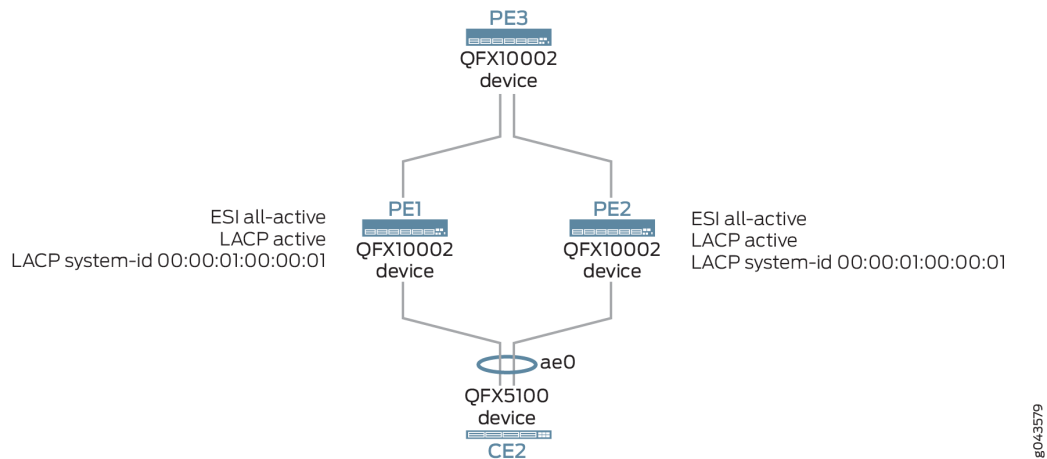 PE3
QFX10002
device
PE1
PE2
ESI all-active
LACP active
LACP system-id 00:00:01:00:00:01
QFX10002
device
QFX10002
device
ESI all-active
LACP active
LACP system-id 00:00:01:00:00:01
ae0
QFX5100
device
CE2
g043579